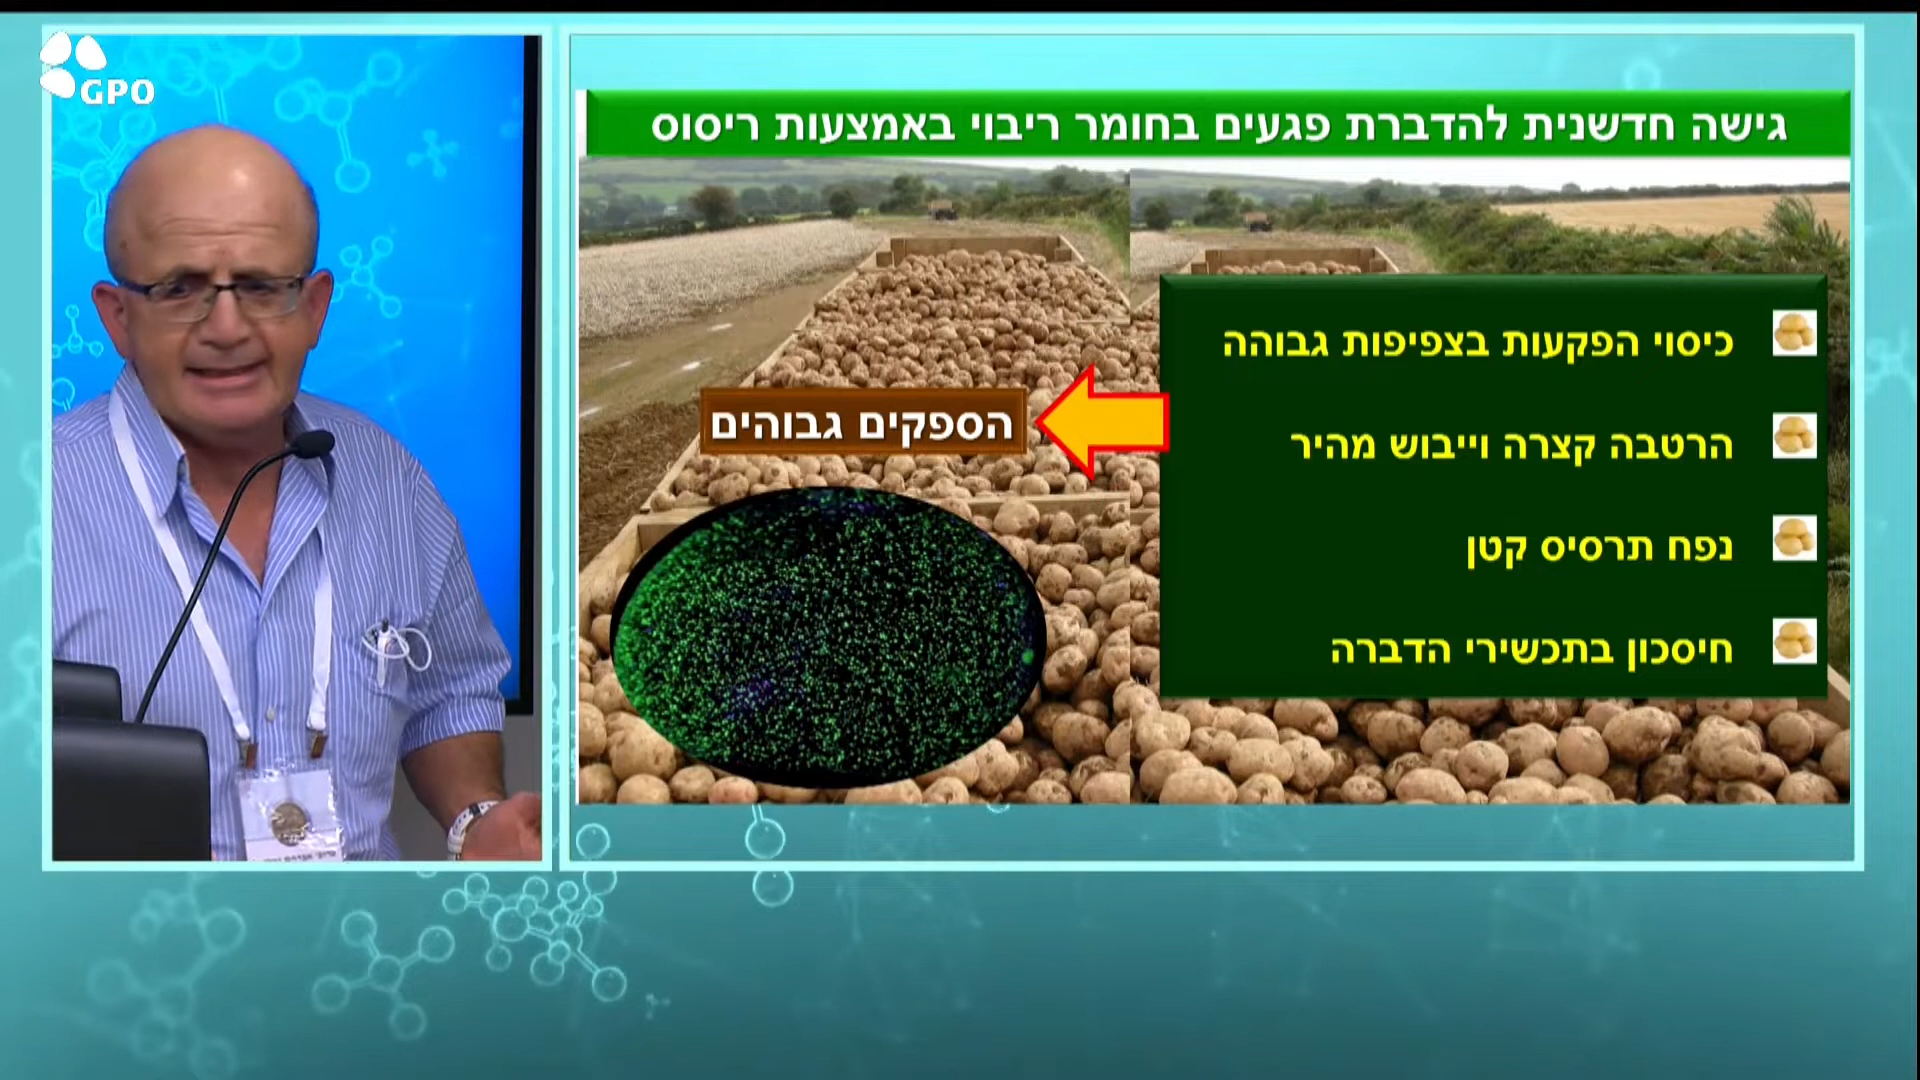 GPO
גישה חדשנית להדברת פגעים בחומר ריבוי באמצעות ריסוס
כיסוי הפקעות בצפיפות גבוהה
הרטבה קצרה וייבוש מהיר
נפח תרסיס קטן
חיסכון בתכשירי הדברה
הספקים גבוהים